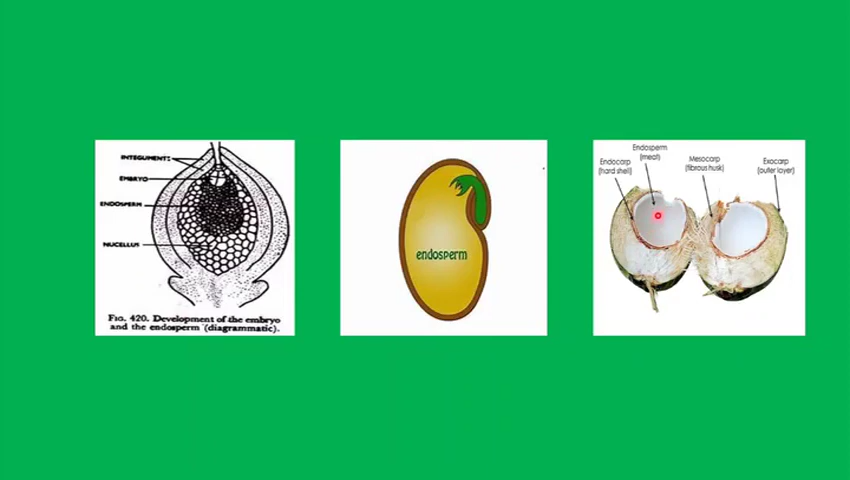 INTEGUMENTS
EMBRYO
ENDOSPERM
NUCELLUS
FIG. 420. Development of the embryo
and the endosperm (diagrammatic).
endosperm
Endosperm
(meat)
Endocarp
(hard shell)
Mesocarp
(fibrous husk)
Exocarp
(outer layer)